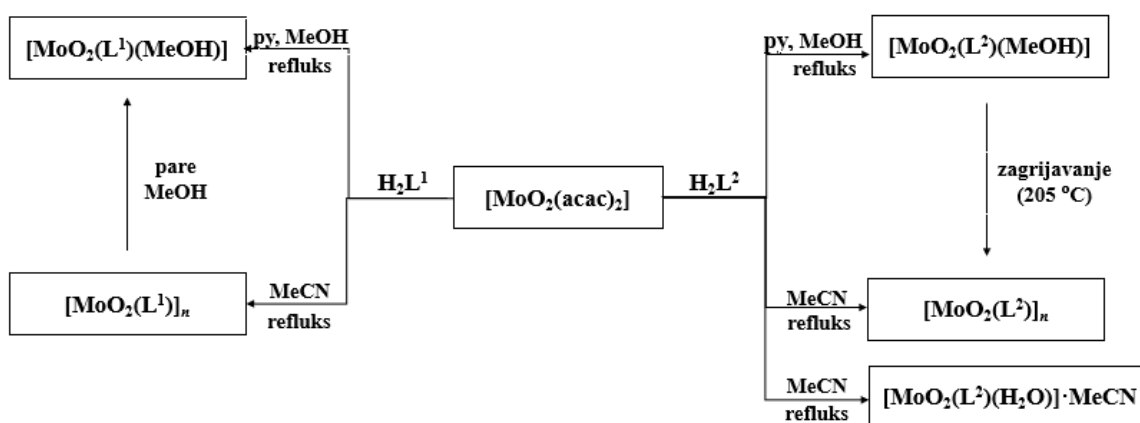 [MoO₂(L¹)(MeOH)]
py, MeOH
refluks
py, MeOH
refluks
[MoO₂(L²)(MeOH)]
pare
MeOH
H₂L¹
[MoO₂(acac)₂]
H₂L²
zagrijavanje
(205 °C)
[MoO₂(L¹)]ₙ
MeCN
refluks
MeCN
refluks
[MoO₂(L²)]ₙ
MeCN
refluks
[MoO₂(L²)(H₂O)]·MeCN